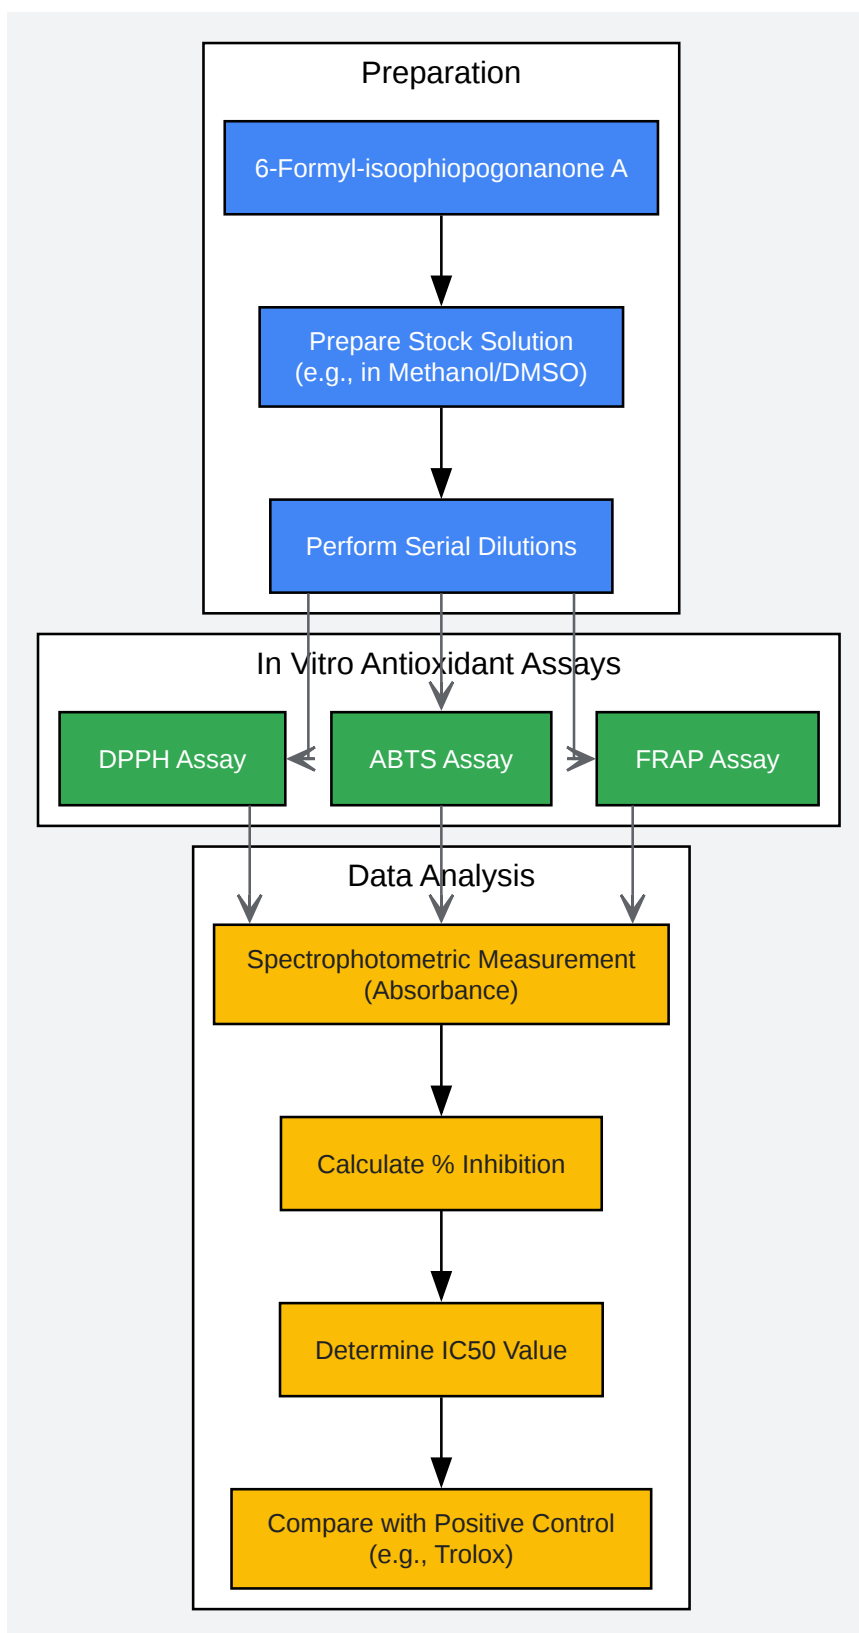 Preparation
6-Formyl-isoophiopogonanone A
Prepare Stock Solution
(e.g., in Methanol/DMSO)
Perform Serial Dilutions
In Vitro Antioxidant Assays
DPPH Assay
ABTS Assay
FRAP Assay
Data Analysis
Spectrophotometric Measurement
(Absorbance)
Calculate % Inhibition
Determine IC50 Value
Compare with Positive Control
(e.g., Trolox)